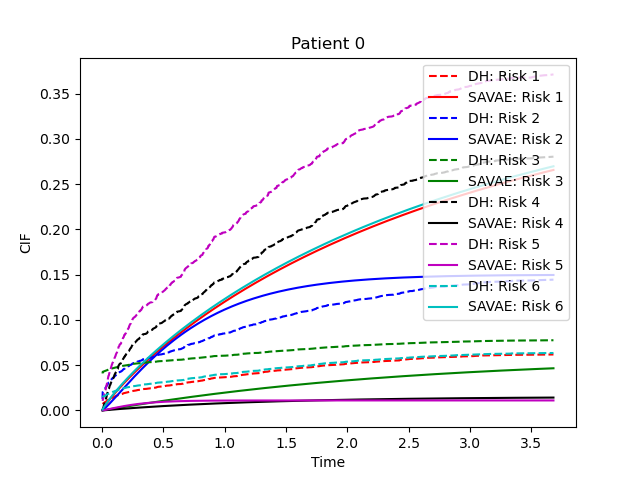 Patient 0
CIF
0.35
0.30
0.25
0.20
0.15
0.10
0.05
0.00
DH: Risk 1
SAVAE: Risk 1
DH: Risk 2
SAVAE: Risk 2
DH: Risk 3
SAVAE: Risk 3
DH: Risk 4
SAVAE: Risk 4
DH: Risk 5
SAVAE: Risk 5
DH: Risk 6
SAVAE: Risk 6
0.0 0.5 1.0 1.5 2.0 2.5 3.0 3.5
Time